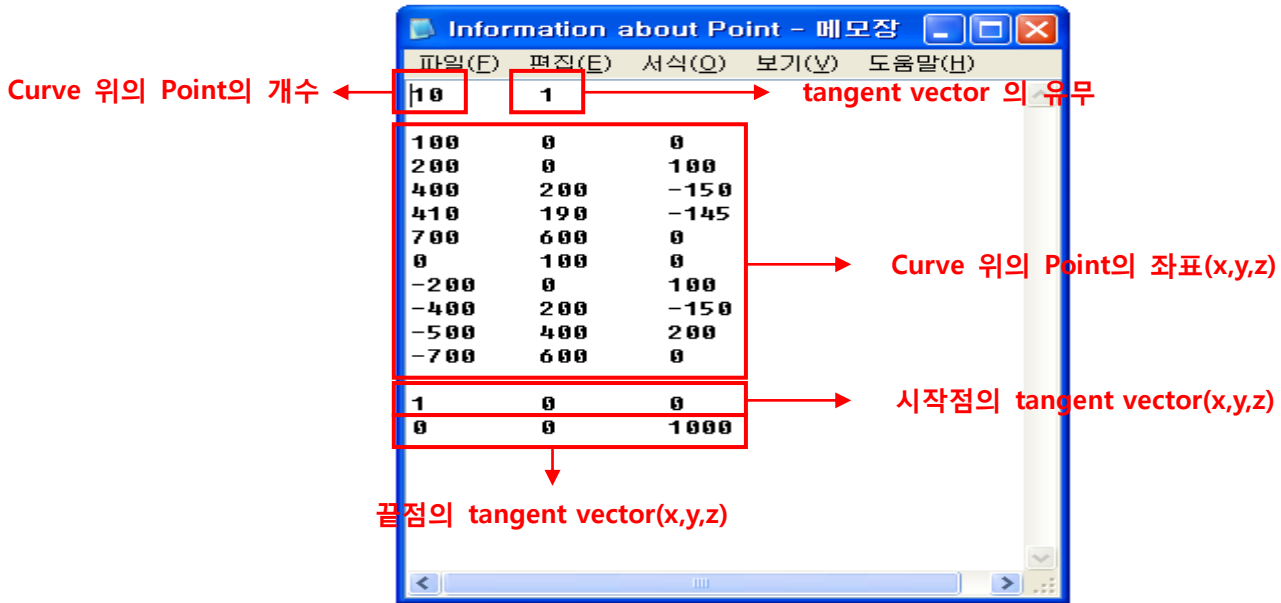 Information about Point - 메모장
파일(F) 편집(E) 서식(O) 보기(V) 도움말(H)
Curve 위의 Point의 개수
10 1
tangent vector 의 유무
100 0 0
200 0 100
400 200 -150
410 190 -145
700 600 0
0 100 0
-200 0 100
-400 200 -150
-500 400 200
-700 600 0
Curve 위의 Point의 좌표(x,y,z)
1 0 0
시작점의 tangent vector(x,y,z)
0 0 1000
끝점의 tangent vector(x,y,z)